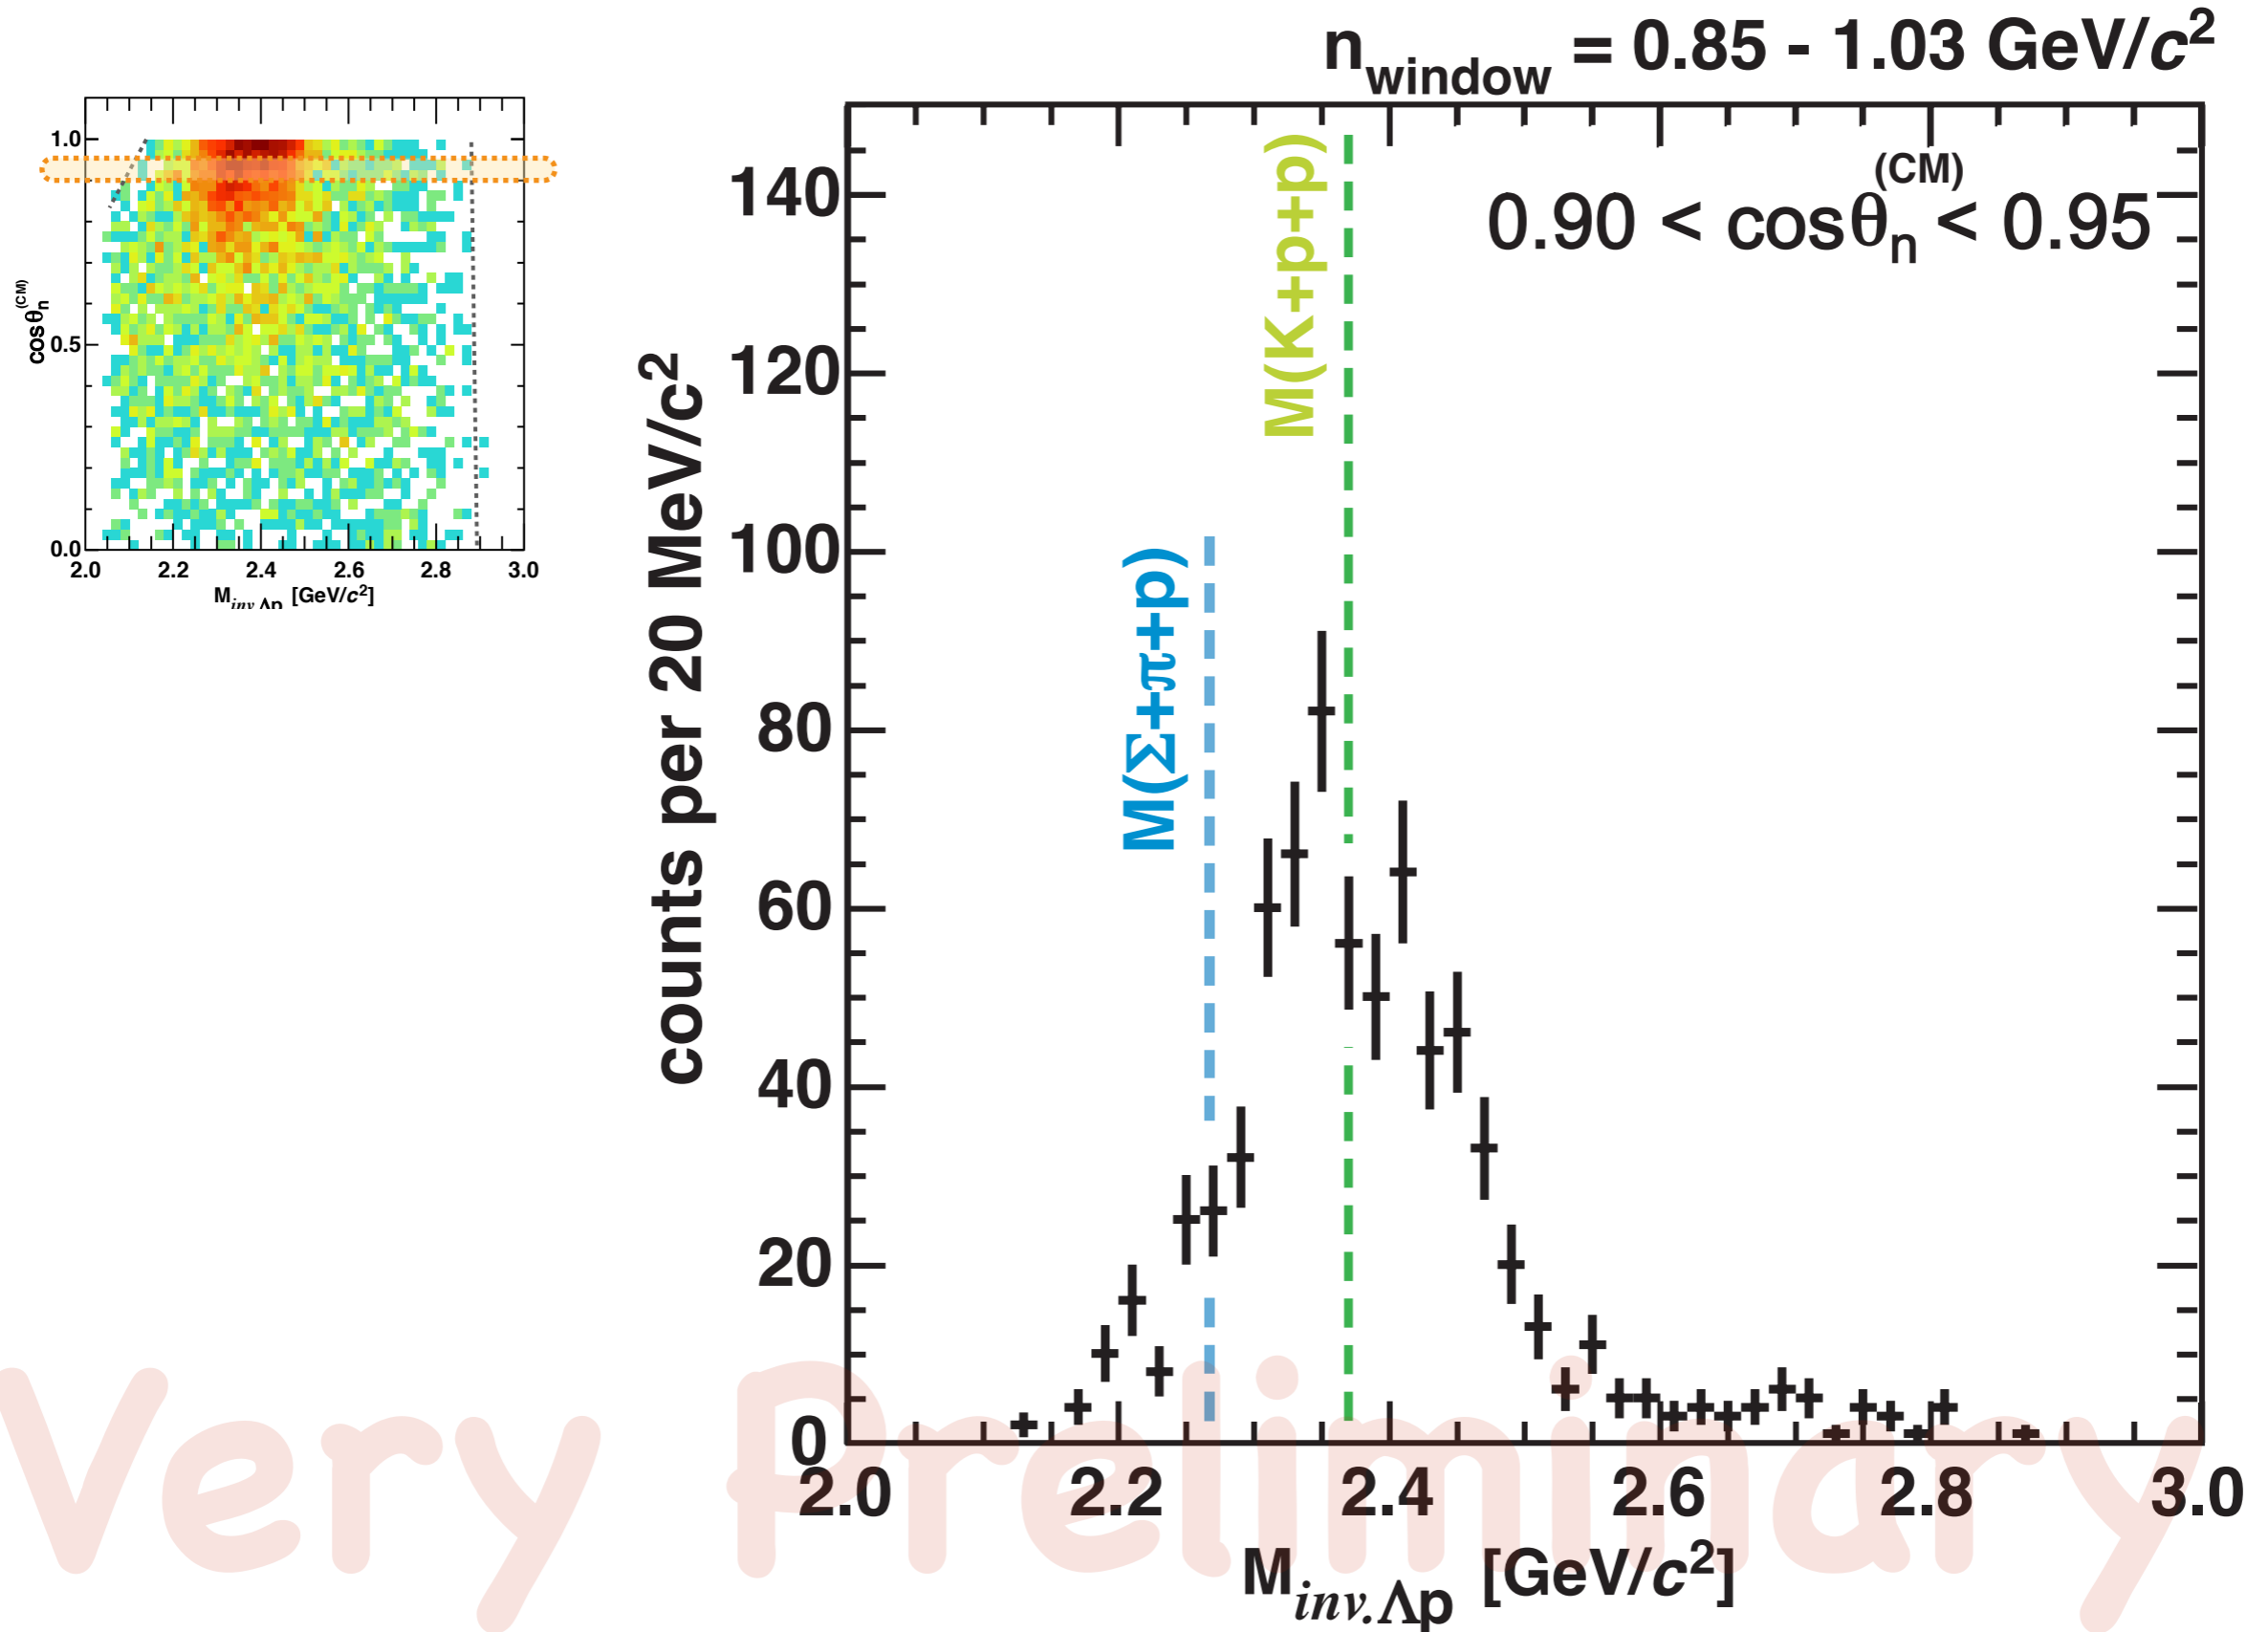 n_window = 0.85 - 1.03 GeV/c²
1.0
0.5
0.0
cosθ_n^(CM)
2.0 2.2 2.4 2.6 2.8 3.0
M_inv.Λp [GeV/c²]
0.90 < cosθ_n^(CM) < 0.95
M(K+p+p)
M(Σ+π+p)
counts per 20 MeV/c²
140
120
100
80
60
40
20
0
2.0 2.2 2.4 2.6 2.8 3.0
M_inv.Λp [GeV/c²]
Very Preliminary